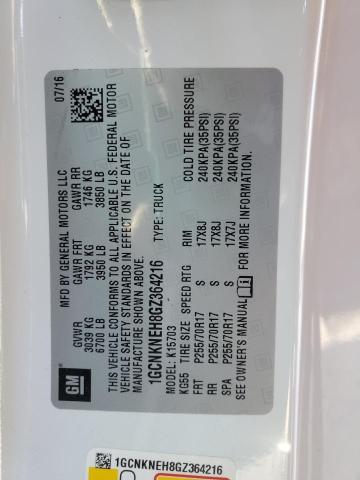 MFD BY GENERAL MOTORS LLC
07/16
GVWR GAWR FRT GAWR RR
3039 KG 1792 KG 1746 KG
6700 LB 3950 LB 3850 LB
THIS VEHICLE CONFORMS TO ALL APPLICABLE U.S. FEDERAL MOTOR
VEHICLE SAFETY STANDARDS IN EFFECT ON THE DATE OF
MANUFACTURE SHOWN ABOVE.
1GCNKNEH8GZ364216 TYPE: TRUCK
MODEL: K15703
KG55 TIRE SIZE SPEED RTG RIM COLD TIRE PRESSURE
FRT P255/70R17 S 17X8J 240KPA(35PSI)
RR P255/70R17 S 17X8J 240KPA(35PSI)
SPA P255/70R17 S 17X7J 240KPA(35PSI)
SEE OWNER'S MANUAL FOR MORE INFORMATION.
GM
1GCNKNEH8GZ364216